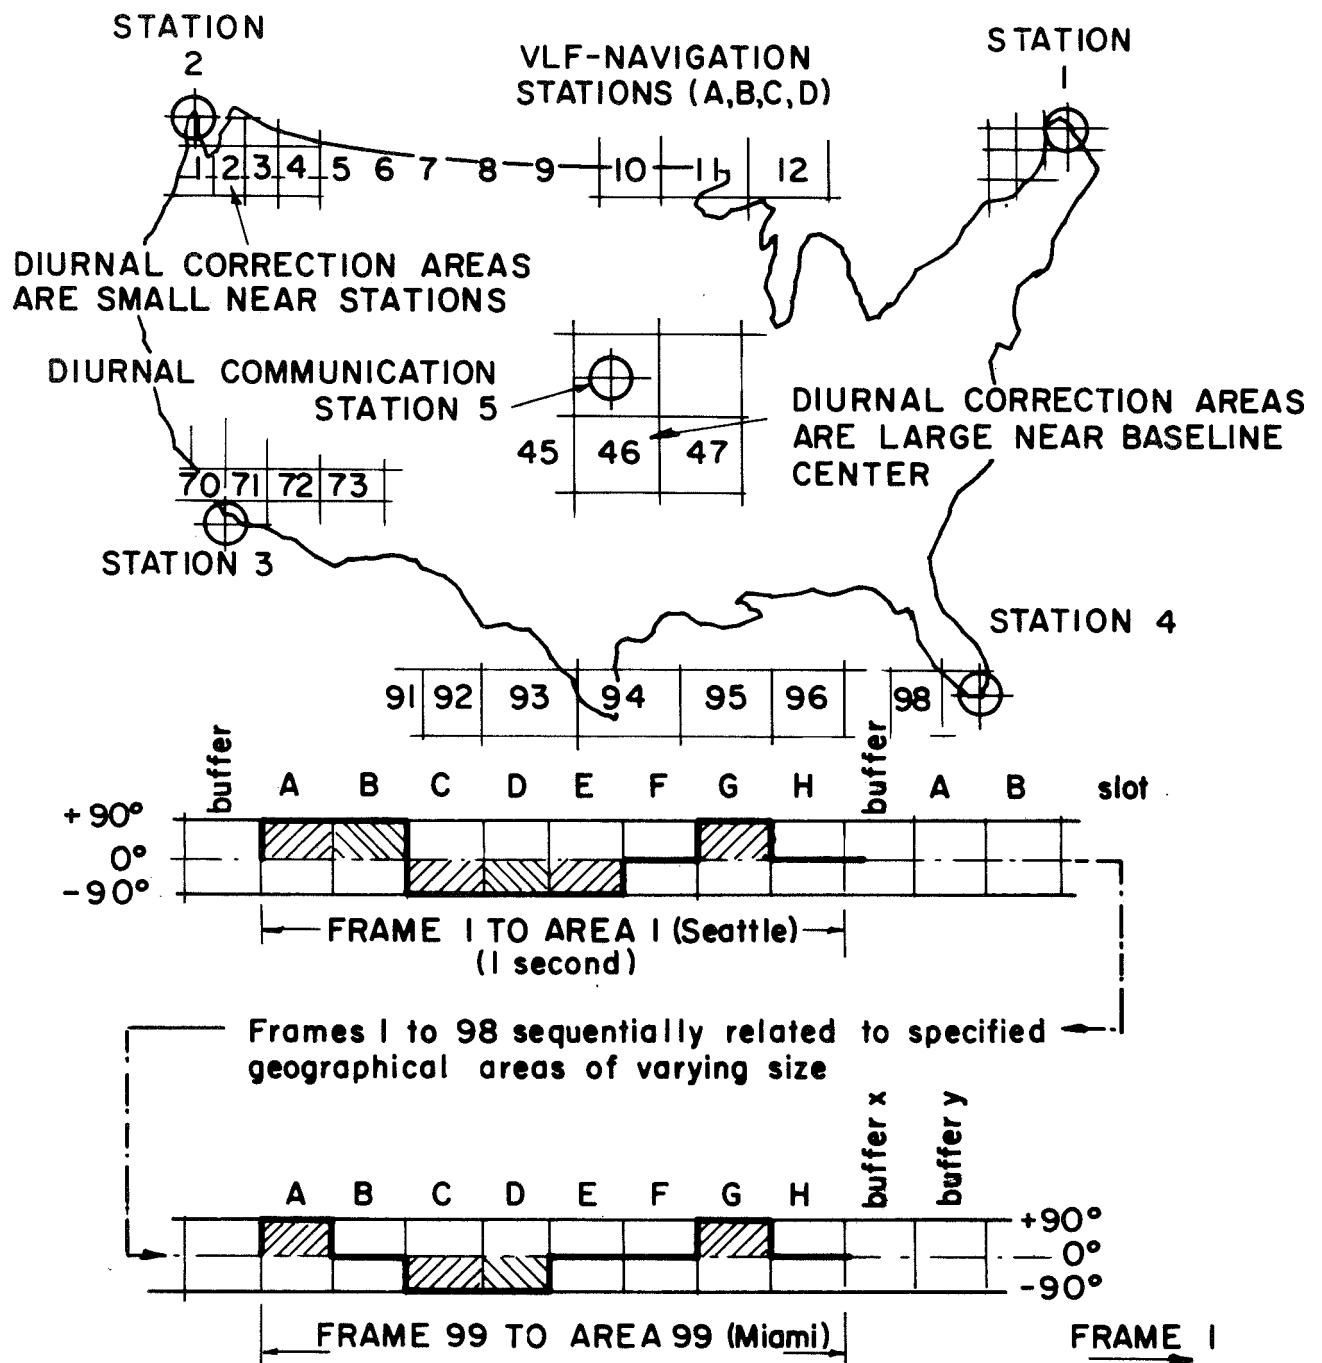 STATION
2
VLF-NAVIGATION
STATIONS (A,B,C,D)
STATION
1
1 2 3 4 5 6 7 8 9 10 11 12
DIURNAL CORRECTION AREAS
ARE SMALL NEAR STATIONS
DIURNAL COMMUNICATION
STATION 5
DIURNAL CORRECTION AREAS
ARE LARGE NEAR BASELINE
CENTER
45 46 47
70 71 72 73
STATION 3
STATION 4
91 92 93 94 95 96 98
buffer A B C D E F G H buffer A B slot
+90°
0°
-90°
FRAME 1 TO AREA 1 (Seattle)
(1 second)
Frames 1 to 98 sequentially related to specified
geographical areas of varying size
A B C D E F G H buffer x buffer y
+90°
0°
-90°
FRAME 99 TO AREA 99 (Miami)
FRAME 1